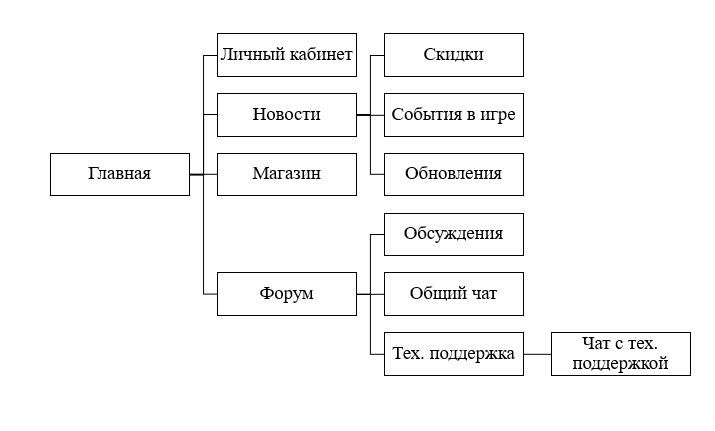 Главная
Личный кабинет
Новости
Магазин
Форум
Скидки
События в игре
Обновления
Обсуждения
Общий чат
Тех. поддержка
Чат с тех.
поддержкой